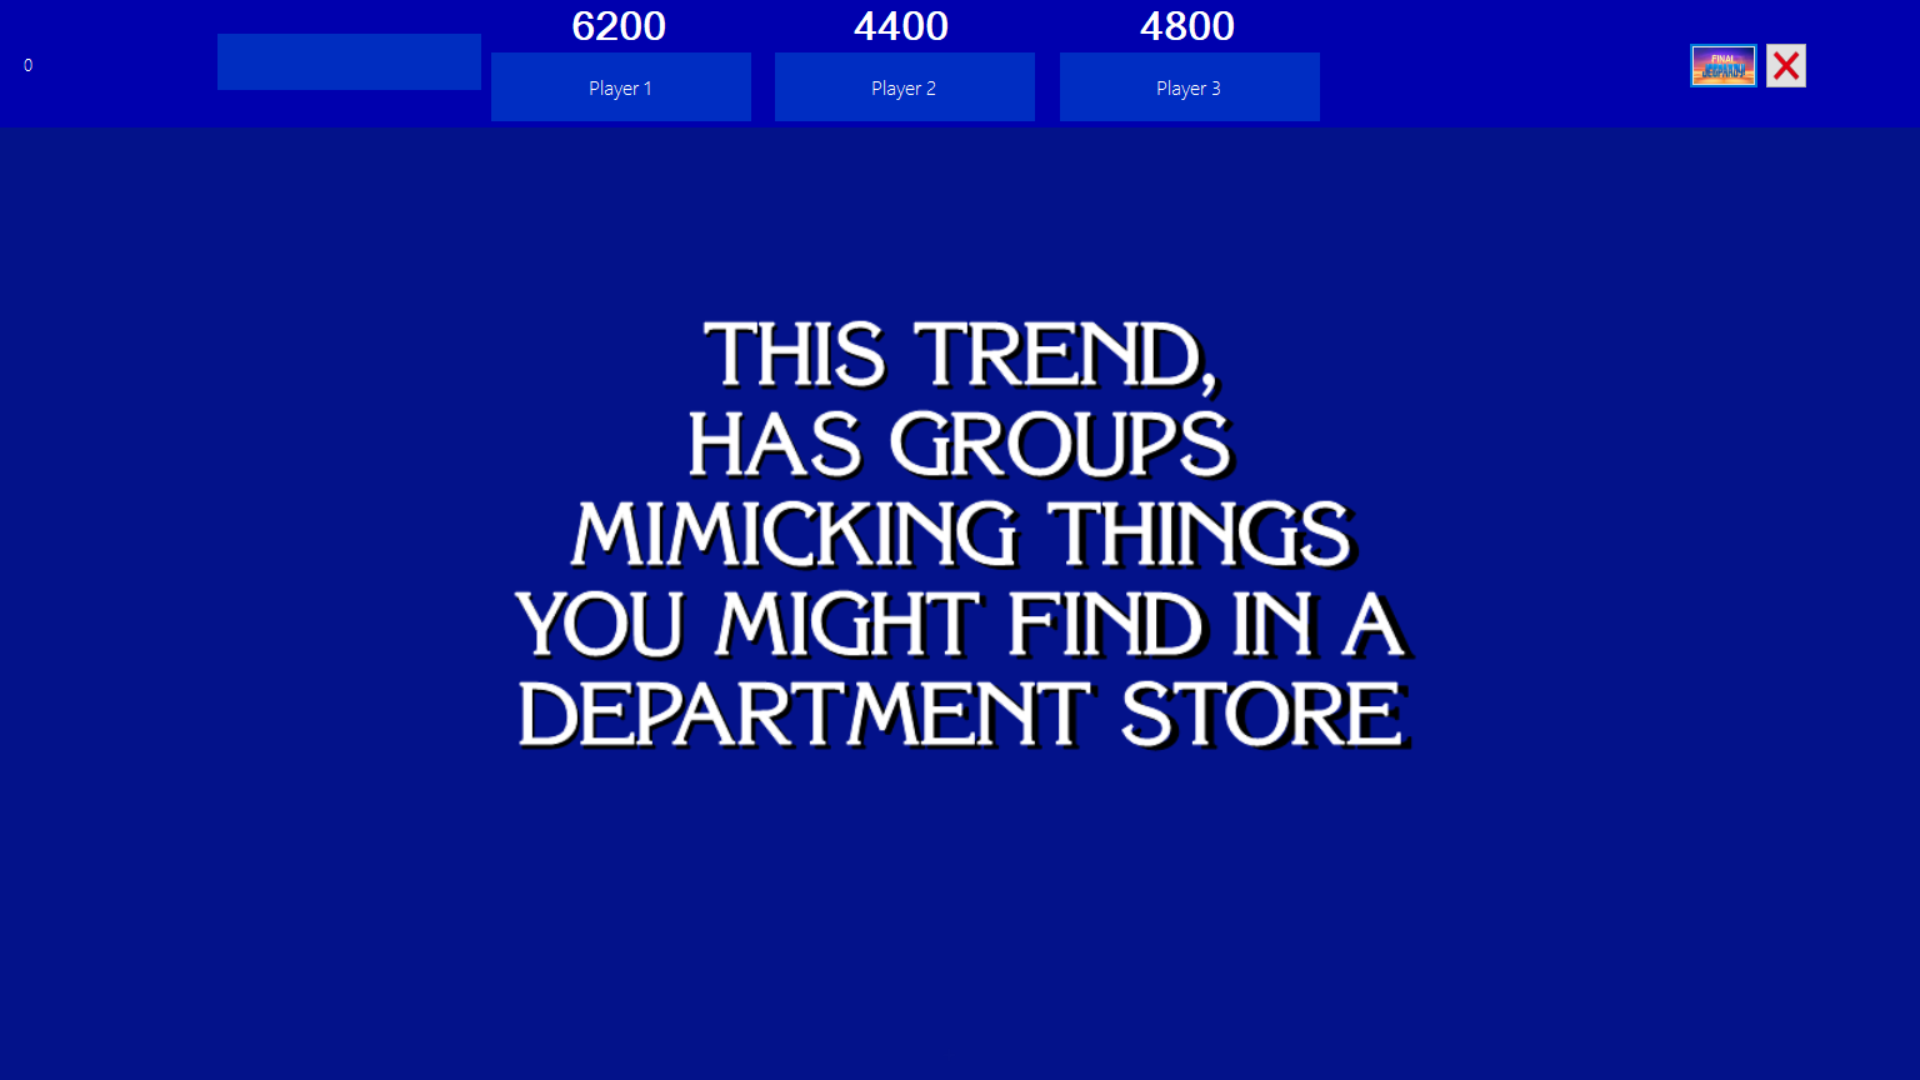 6200 4400 4800
0
Player 1 Player 2 Player 3
FINAL
JEOPARDY!
THIS TREND,
HAS GROUPS
MIMICKING THINGS
YOU MIGHT FIND IN A
DEPARTMENT STORE